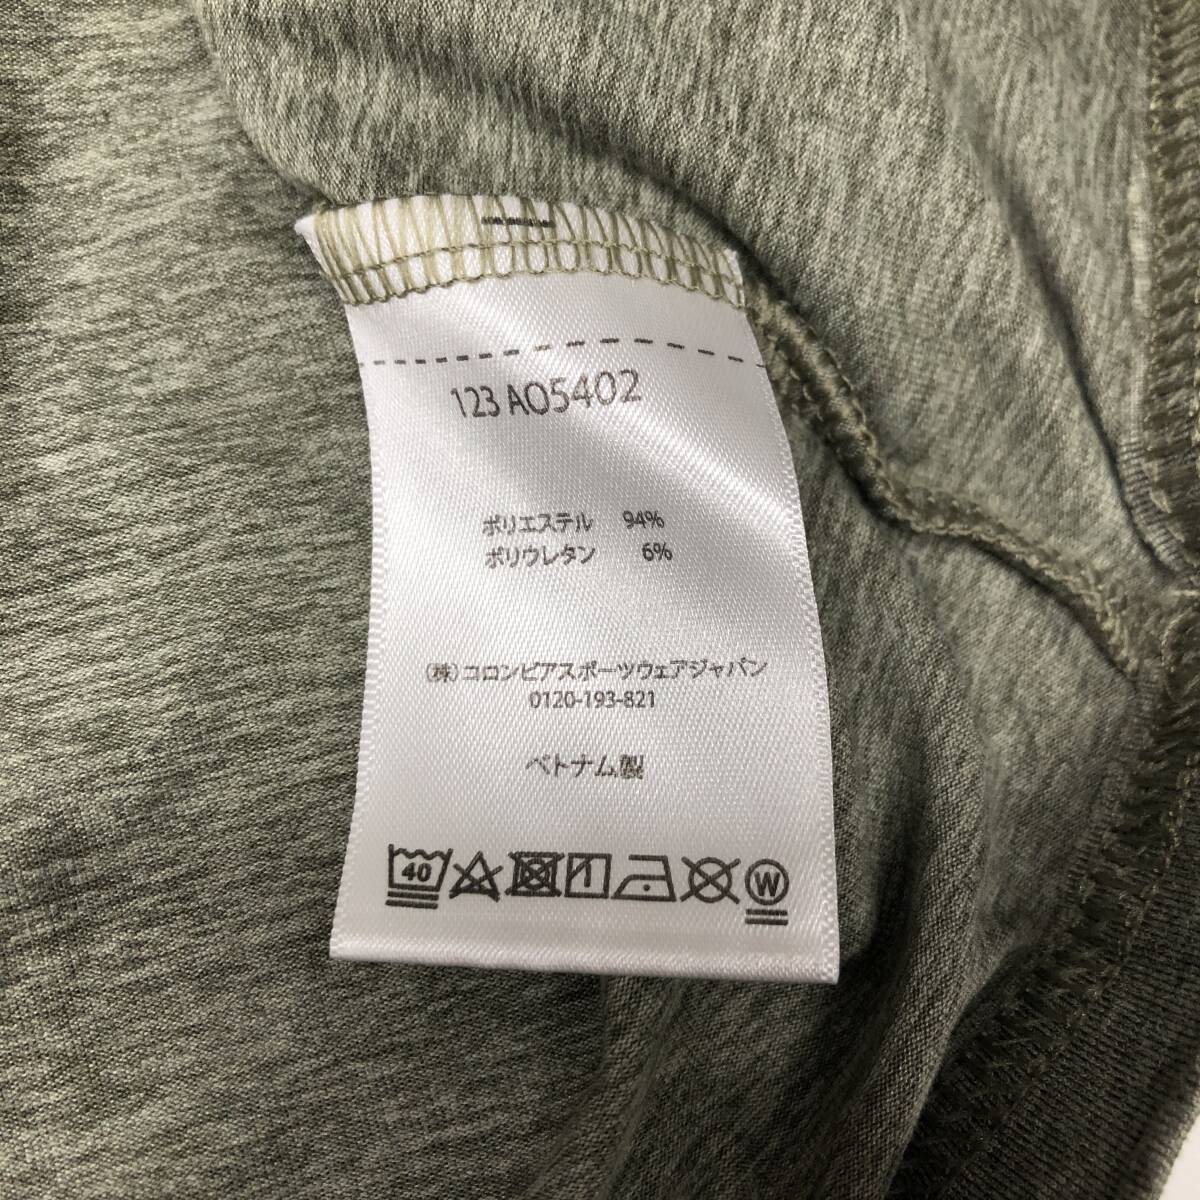 123 AO5402
ポリエステル 94%
ポリウレタン 6%
(株)コロンビアスポーツウェアジャパン
0120-193-821
ベトナム製
40 W